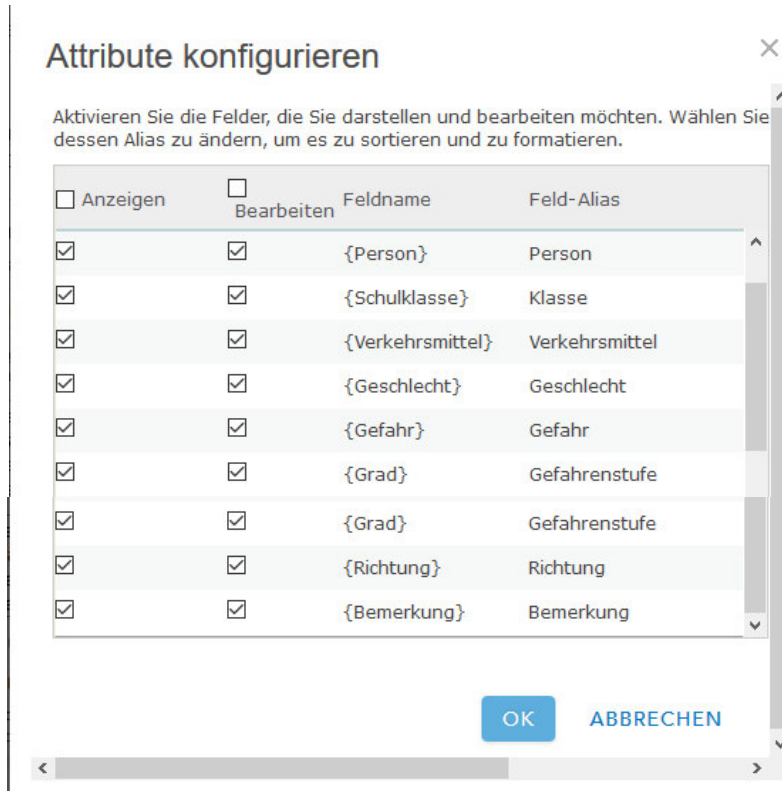 Attribute konfigurieren
Aktivieren Sie die Felder, die Sie darstellen und bearbeiten möchten. Wählen Sie
dessen Alias zu ändern, um es zu sortieren und zu formatieren.
Anzeigen Bearbeiten Feldname Feld-Alias
{Person} Person
{Schulklasse} Klasse
{Verkehrsmittel} Verkehrsmittel
{Geschlecht} Geschlecht
{Gefahr} Gefahr
{Grad} Gefahrenstufe
{Grad} Gefahrenstufe
{Richtung} Richtung
{Bemerkung} Bemerkung
OK ABBRECHEN